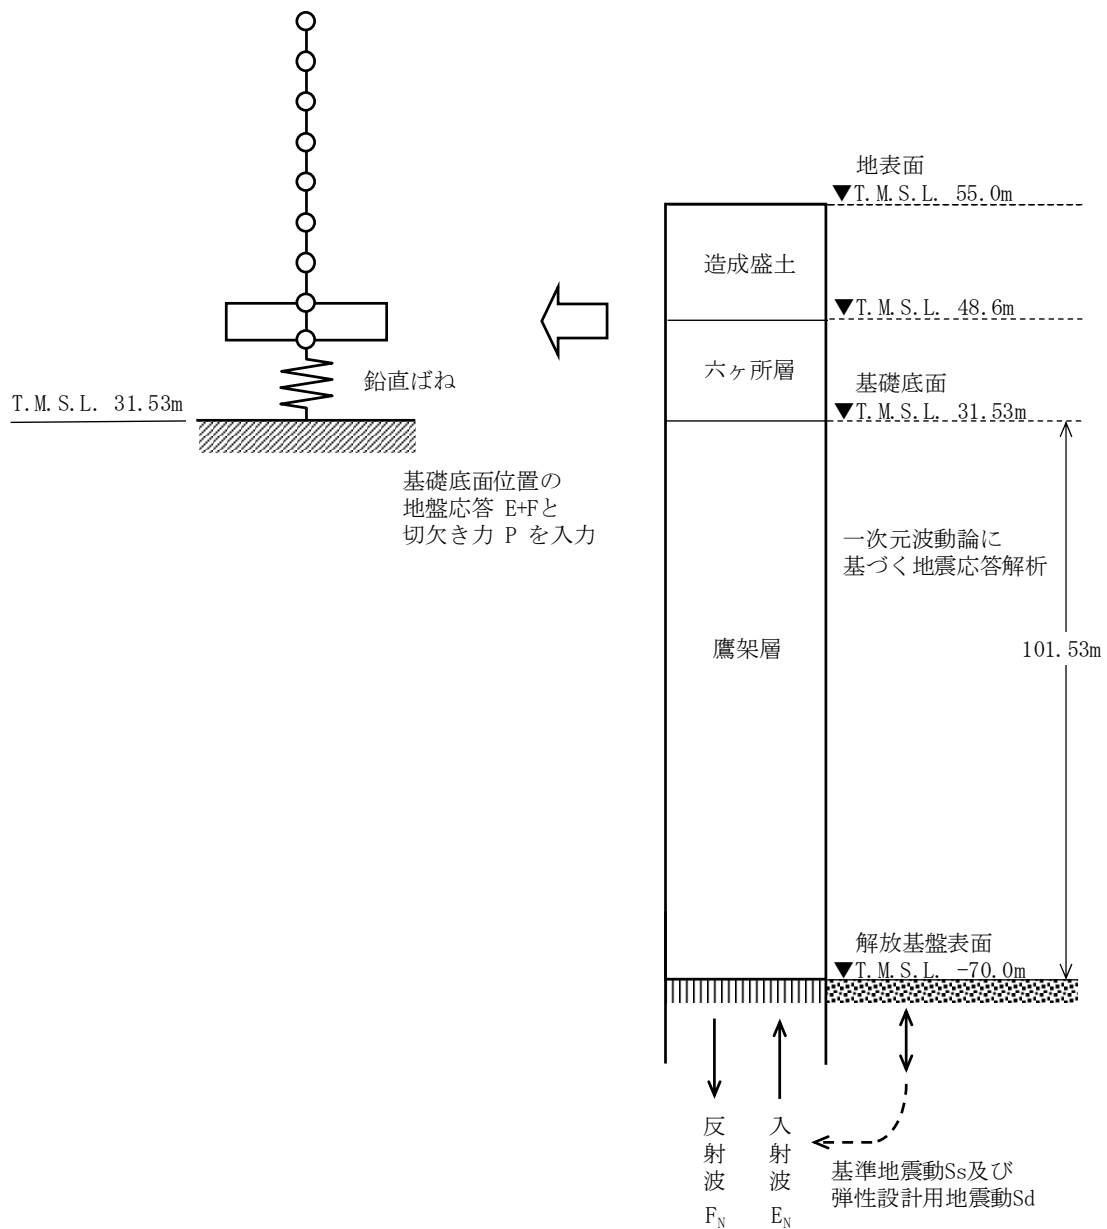 地表面
▼T.M.S.L. 55.0m
造成盛土
▼T.M.S.L. 48.6m
六ヶ所層
鉛直ばね
基礎底面
T.M.S.L. 31.53m
▼T.M.S.L. 31.53m
基礎底面位置の
地盤応答 E+Fと
切欠き力 P を入力
一次元波動論に
基づく地震応答解析
鷹架層
101.53m
解放基盤表面
▼T.M.S.L. -70.0m
反射波 FN
入射波 EN
基準地震動Ss及び
弾性設計用地震動Sd